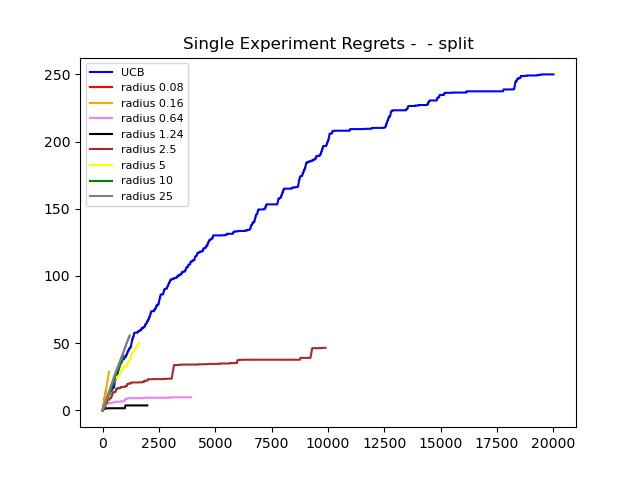 Single Experiment Regrets -  - split
250
200
150
100
50
0
UCB
radius 0.08
radius 0.16
radius 0.64
radius 1.24
radius 2.5
radius 5
radius 10
radius 25
0 2500 5000 7500 10000 12500 15000 17500 20000